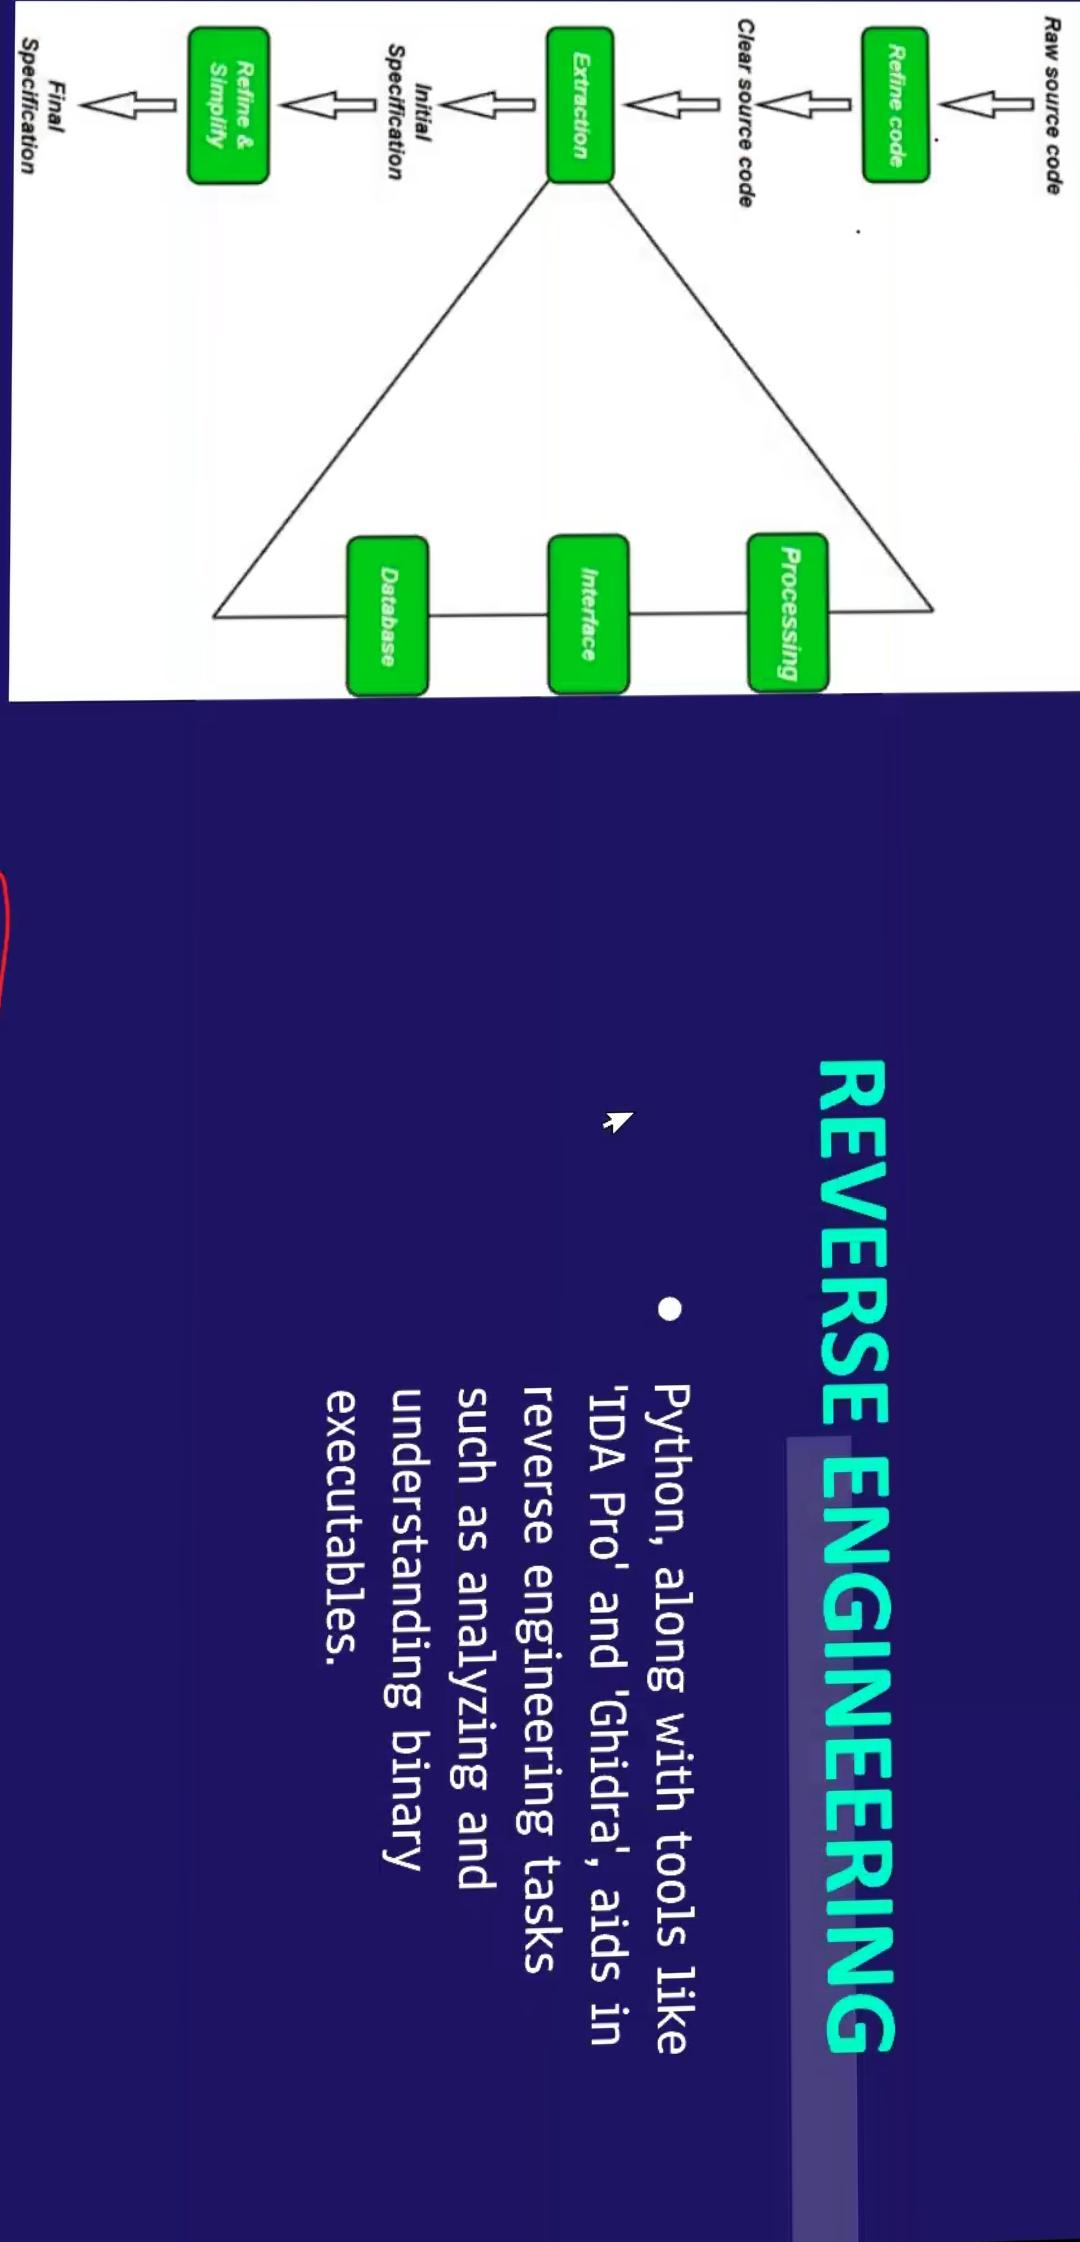 Raw source code
Refine code
Clear source code
Extraction
Initial
Specification
Refine &
Simplify
Final
Specification
Processing
Interface
Database
REVERSE ENGINEERING
● Python, along with tools like
'IDA Pro' and 'Ghidra', aids in
reverse engineering tasks
such as analyzing and
understanding binary
executables.